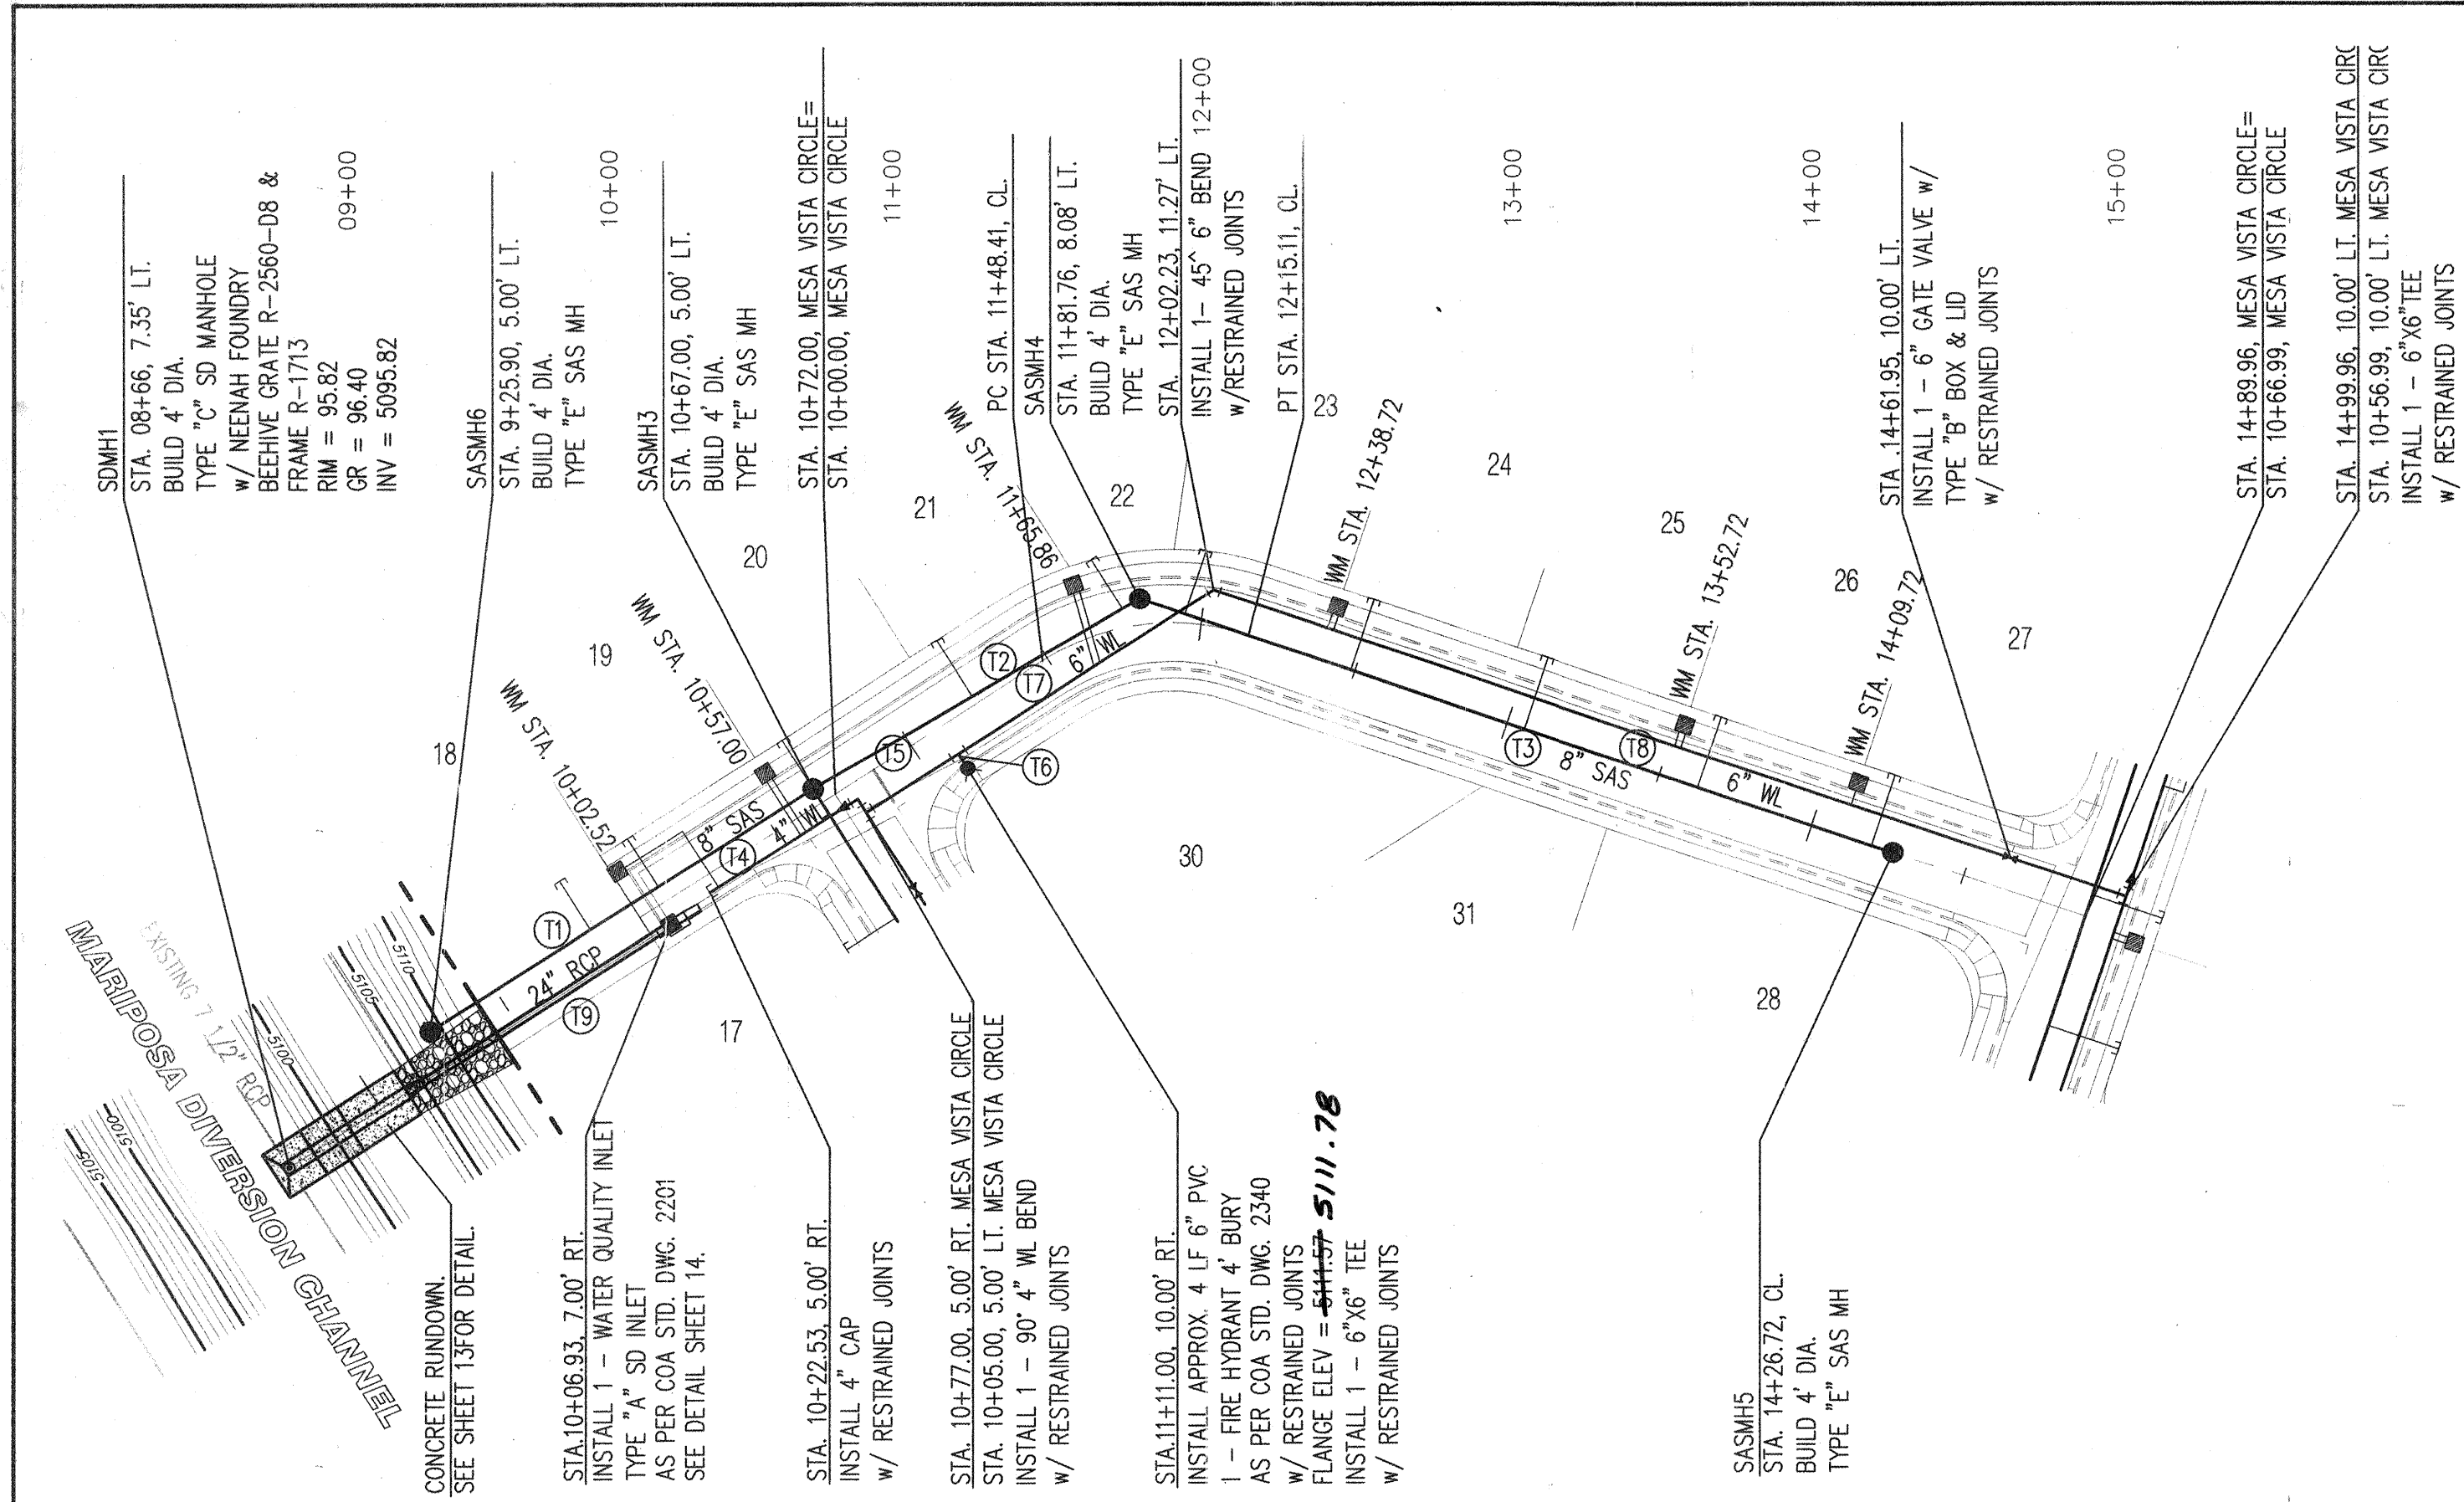 SDMH1
STA. 08+66, 7.35' LT.
BUILD 4' DIA.
TYPE "C" SD MANHOLE
w/ NEENAH FOUNDRY
BEEHIVE GRATE R-2560-D8 &
FRAME R-1713
RIM = 95.82
GR = 96.40
INV = 5095.82
09+00
SASMH6
STA. 9+25.90, 5.00' LT.
BUILD 4' DIA.
TYPE "E" SAS MH
10+00
SASMH3
STA. 10+67.00, 5.00' LT.
BUILD 4' DIA.
TYPE "E" SAS MH
STA. 10+72.00, MESA VISTA CIRCLE=
STA. 10+00.00, MESA VISTA CIRCLE
11+00
PC STA. 11+48.41, CL.
SASMH4
STA. 11+81.76, 8.08' LT.
BUILD 4' DIA.
TYPE "E" SAS MH
STA. 12+02.23, 11.27' LT.
INSTALL 1- 45^ 6" BEND
w/RESTRAINED JOINTS
12+00
PT STA. 12+15.11, CL.
13+00
14+00
STA .14+61.95, 10.00' LT.
INSTALL 1 - 6" GATE VALVE w/
TYPE "B" BOX & LID
w/ RESTRAINED JOINTS
15+00
STA. 14+89.96, MESA VISTA CIRCLE=
STA. 10+66.99, MESA VISTA CIRCLE
STA. 14+99.96, 10.00' LT. MESA VISTA CIRC
STA. 10+56.99, 10.00' LT. MESA VISTA CIRC
INSTALL 1 - 6"X6"TEE
w/ RESTRAINED JOINTS
18
19
20
21
22
23
24
25
26
27
WM STA. 10+02.52
WM STA. 10+57.00
WM STA. 11+65.86
WM STA. 12+38.72
WM STA. 13+52.72
WM STA. 14+09.72
T1
T2
T3
T4
T5
T6
T7
T8
T9
8" SAS
4" WL
6" WL
8" SAS
6" WL
24" RCP
17
30
31
28
MARIPOSA DIVERSION CHANNEL
EXISTING 7 1/2" RCP
5110
5105
5100
5100
5105
CONCRETE RUNDOWN.
SEE SHEET 13FOR DETAIL.
STA.10+06.93, 7.00' RT.
INSTALL 1 - WATER QUALITY INLET
TYPE "A" SD INLET
AS PER COA STD. DWG. 2201
SEE DETAIL SHEET 14.
STA. 10+22.53, 5.00' RT.
INSTALL 4" CAP
w/ RESTRAINED JOINTS
STA. 10+77.00, 5.00' RT. MESA VISTA CIRCLE
STA. 10+05.00, 5.00' LT. MESA VISTA CIRCLE
INSTALL 1 - 90° 4" WL BEND
w/ RESTRAINED JOINTS
STA.11+11.00, 10.00' RT.
INSTALL APPROX. 4 LF 6" PVC
1 - FIRE HYDRANT 4' BURY
AS PER COA STD. DWG. 2340
w/ RESTRAINED JOINTS
FLANGE ELEV = 5111.57 5111.78
INSTALL 1 - 6"X6" TEE
w/ RESTRAINED JOINTS
SASMH5
STA. 14+26.72, CL.
BUILD 4' DIA.
TYPE "E" SAS MH